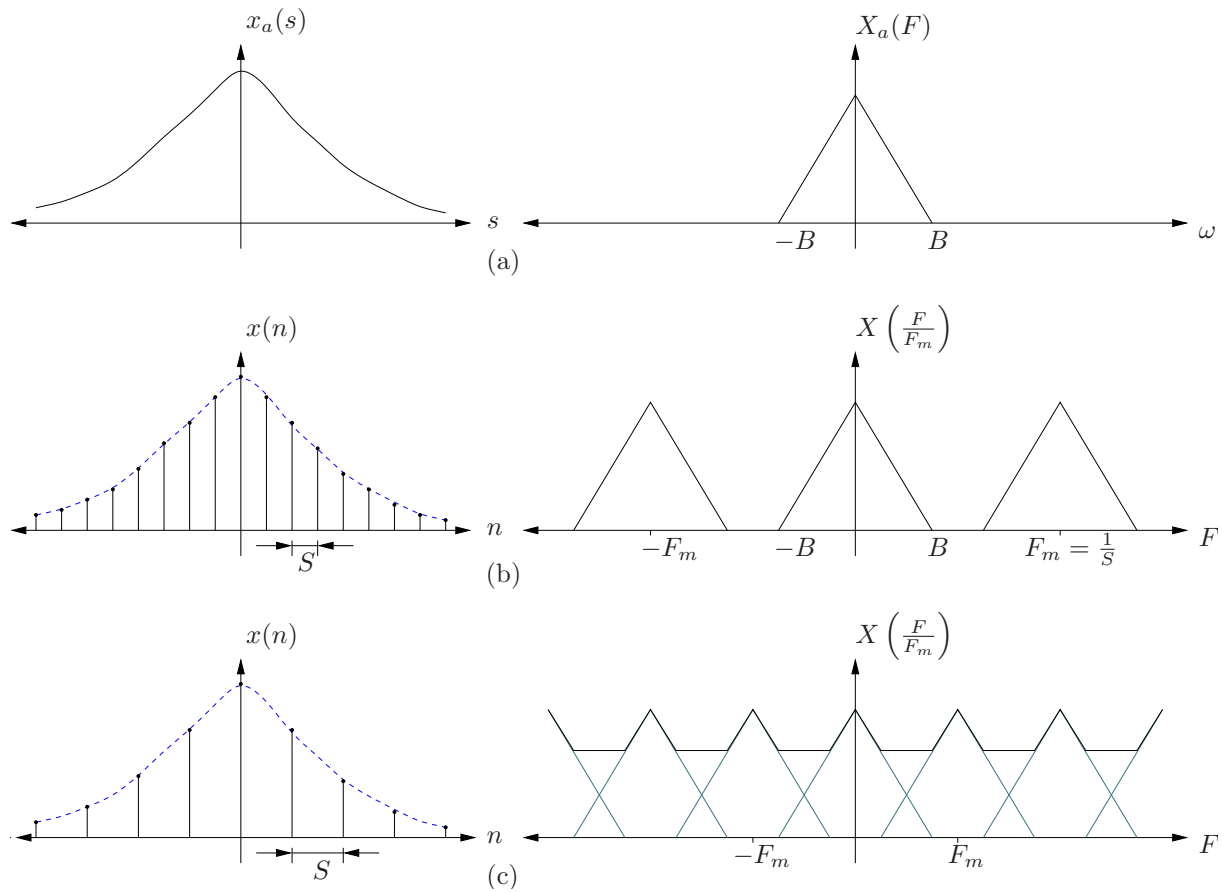 x_a(s)
X_a(F)
s
−B
B
ω
(a)
x(n)
X(F/F_m)
n
S
−F_m
−B
B
F_m = 1/S
F
(b)
x(n)
X(F/F_m)
n
S
−F_m
F_m
F
(c)